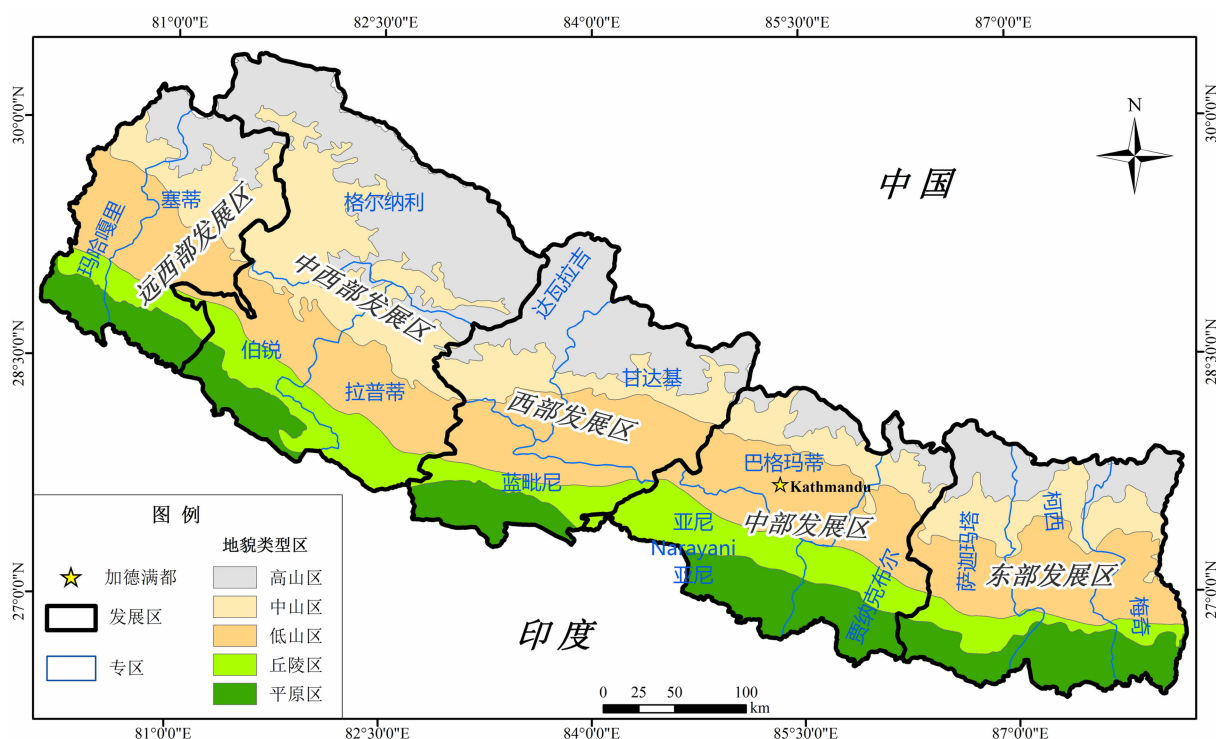 81°0'0"E
82°30'0"E
84°0'0"E
85°30'0"E
87°0'0"E
30°0'0"N
30°0'0"N
N
中国
塞蒂
格尔纳利
玛哈嘎里
远西部发展区
中西部发展区
达瓦拉吉
28°30'0"N
28°30'0"N
伯锐
拉普蒂
甘达基
西部发展区
巴格玛蒂
Kathmandu
蓝毗尼
亚尼
Narayani
亚尼
中部发展区
贾纳克布尔
萨迦玛塔
柯西
东部发展区
梅奇
27°0'0"N
27°0'0"N
印度
图 例
地貌类型区
加德满都
发展区
专区
高山区
中山区
低山区
丘陵区
平原区
0 25 50 100
km
81°0'0"E
82°30'0"E
84°0'0"E
85°30'0"E
87°0'0"E